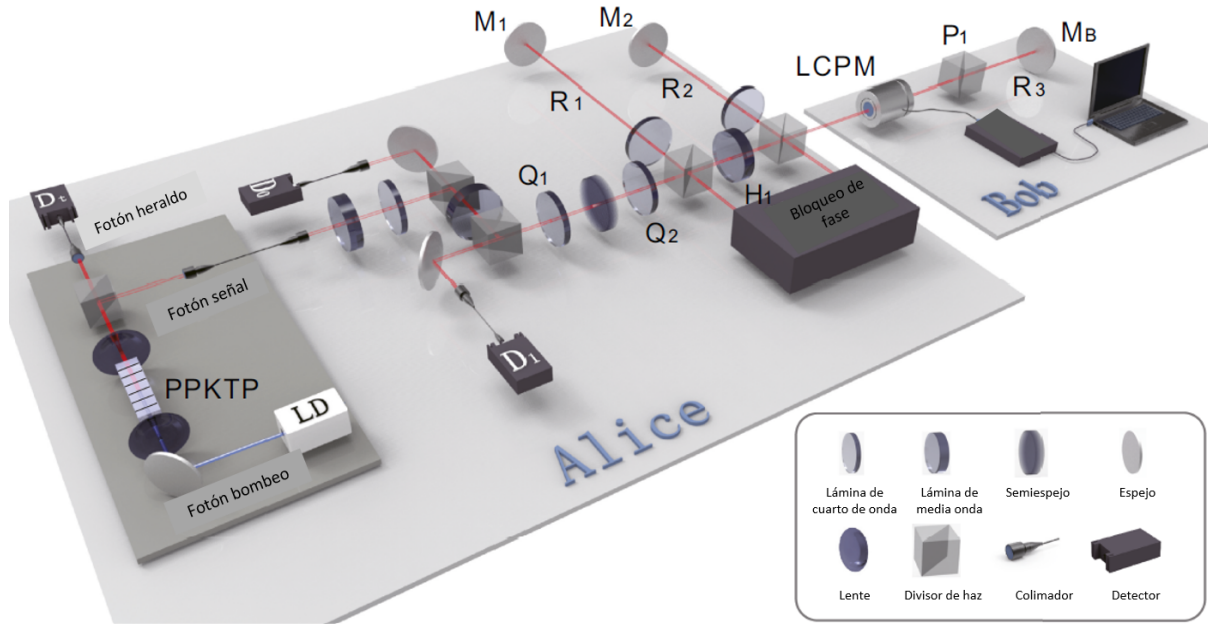 M1
M2
P1
MB
LCPM
R1
R2
R3
D0
Dt
Fotón heraldo
Q1
H1
Bloqueo de
fase
Bob
Q2
Fotón señal
D1
PPKTP
LD
Alice
Fotón bombeo
Lámina de
cuarto de onda
Lámina de
media onda
Semiespejo
Espejo
Lente
Divisor de haz
Colimador
Detector